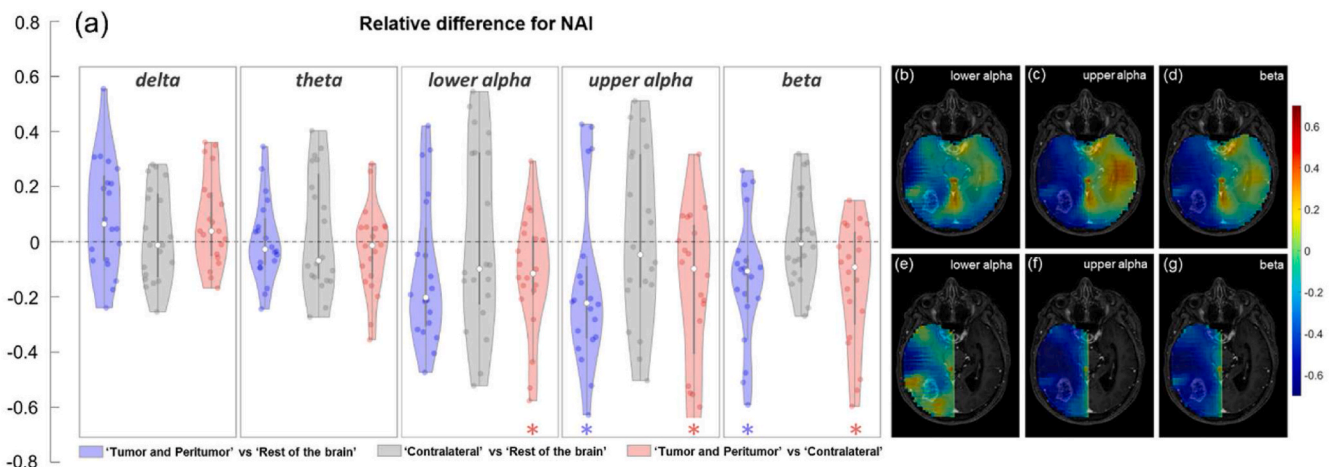 (a) Relative difference for NAI
0.8
0.6
0.4
0.2
0
-0.2
-0.4
-0.6
-0.8
delta
theta
lower alpha
upper alpha
beta
* * * * *
'Tumor and Peritumor' vs 'Rest of the brain'
'Contralateral' vs 'Rest of the brain'
'Tumor and Peritumor' vs 'Contralateral'
(b) lower alpha
(c) upper alpha
(d) beta
(e) lower alpha
(f) upper alpha
(g) beta
0.6
0.4
0.2
0
-0.2
-0.4
-0.6